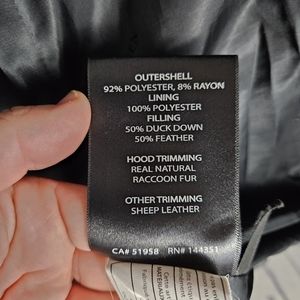 OUTERSHELL
92% POLYESTER, 8% RAYON
LINING
100% POLYESTER
FILLING
50% DUCK DOWN
50% FEATHER
HOOD TRIMMING
REAL NATURAL
RACCOON FUR
OTHER TRIMMING
SHEEP LEATHER
CA# 51958 RN# 144351